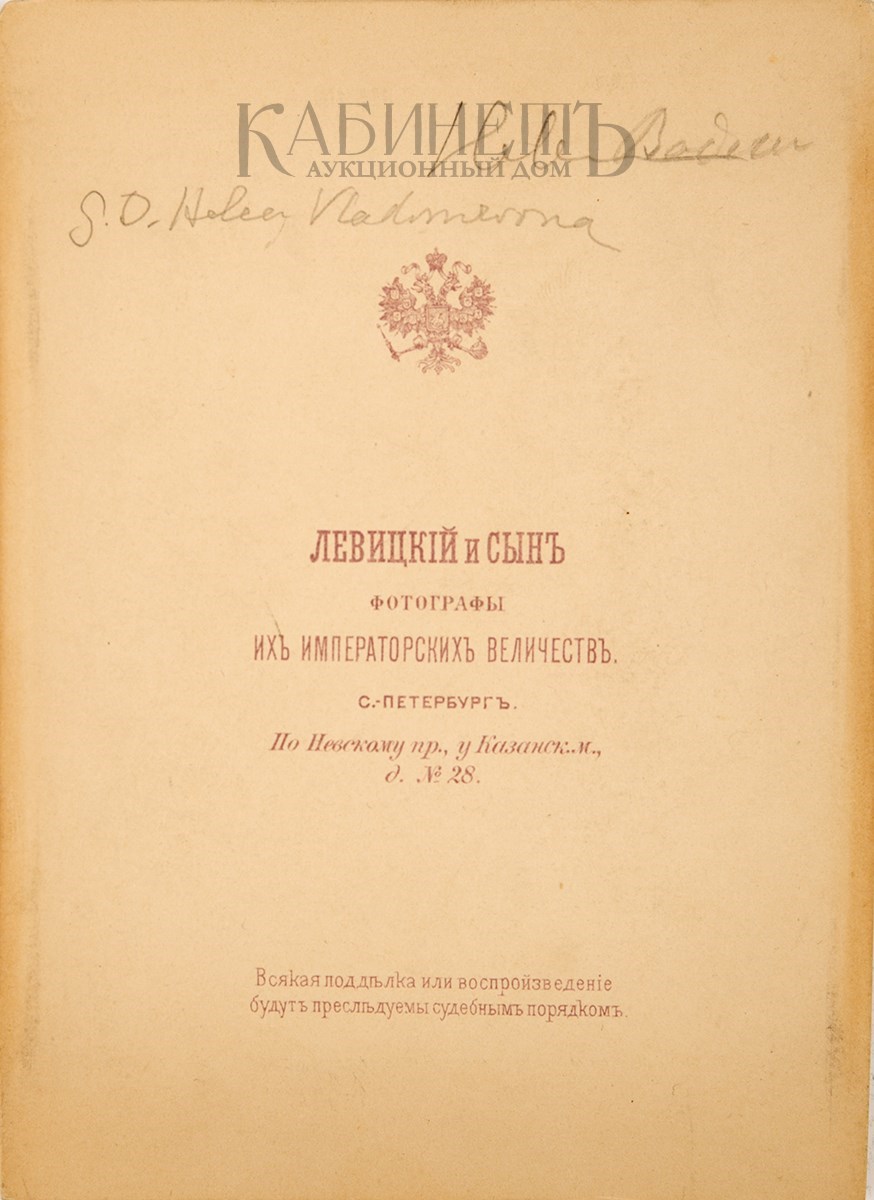 КАБИНЕТЪ
АУКЦИОННЫЙ ДОМ
G. D. Helen Vladimirovna
ЛЕВИЦКІЙ и СЫНЪ
ФОТОГРАФЫ
ИХЪ ИМПЕРАТОРСКИХЪ ВЕЛИЧЕСТВЪ.
С.-ПЕТЕРБУРГЪ.
По Невскому пр., у Казанск. м.,
д. № 28.
Всякая поддѣлка или воспроизведеніе
будутъ преслѣдуемы судебнымъ порядкомъ.